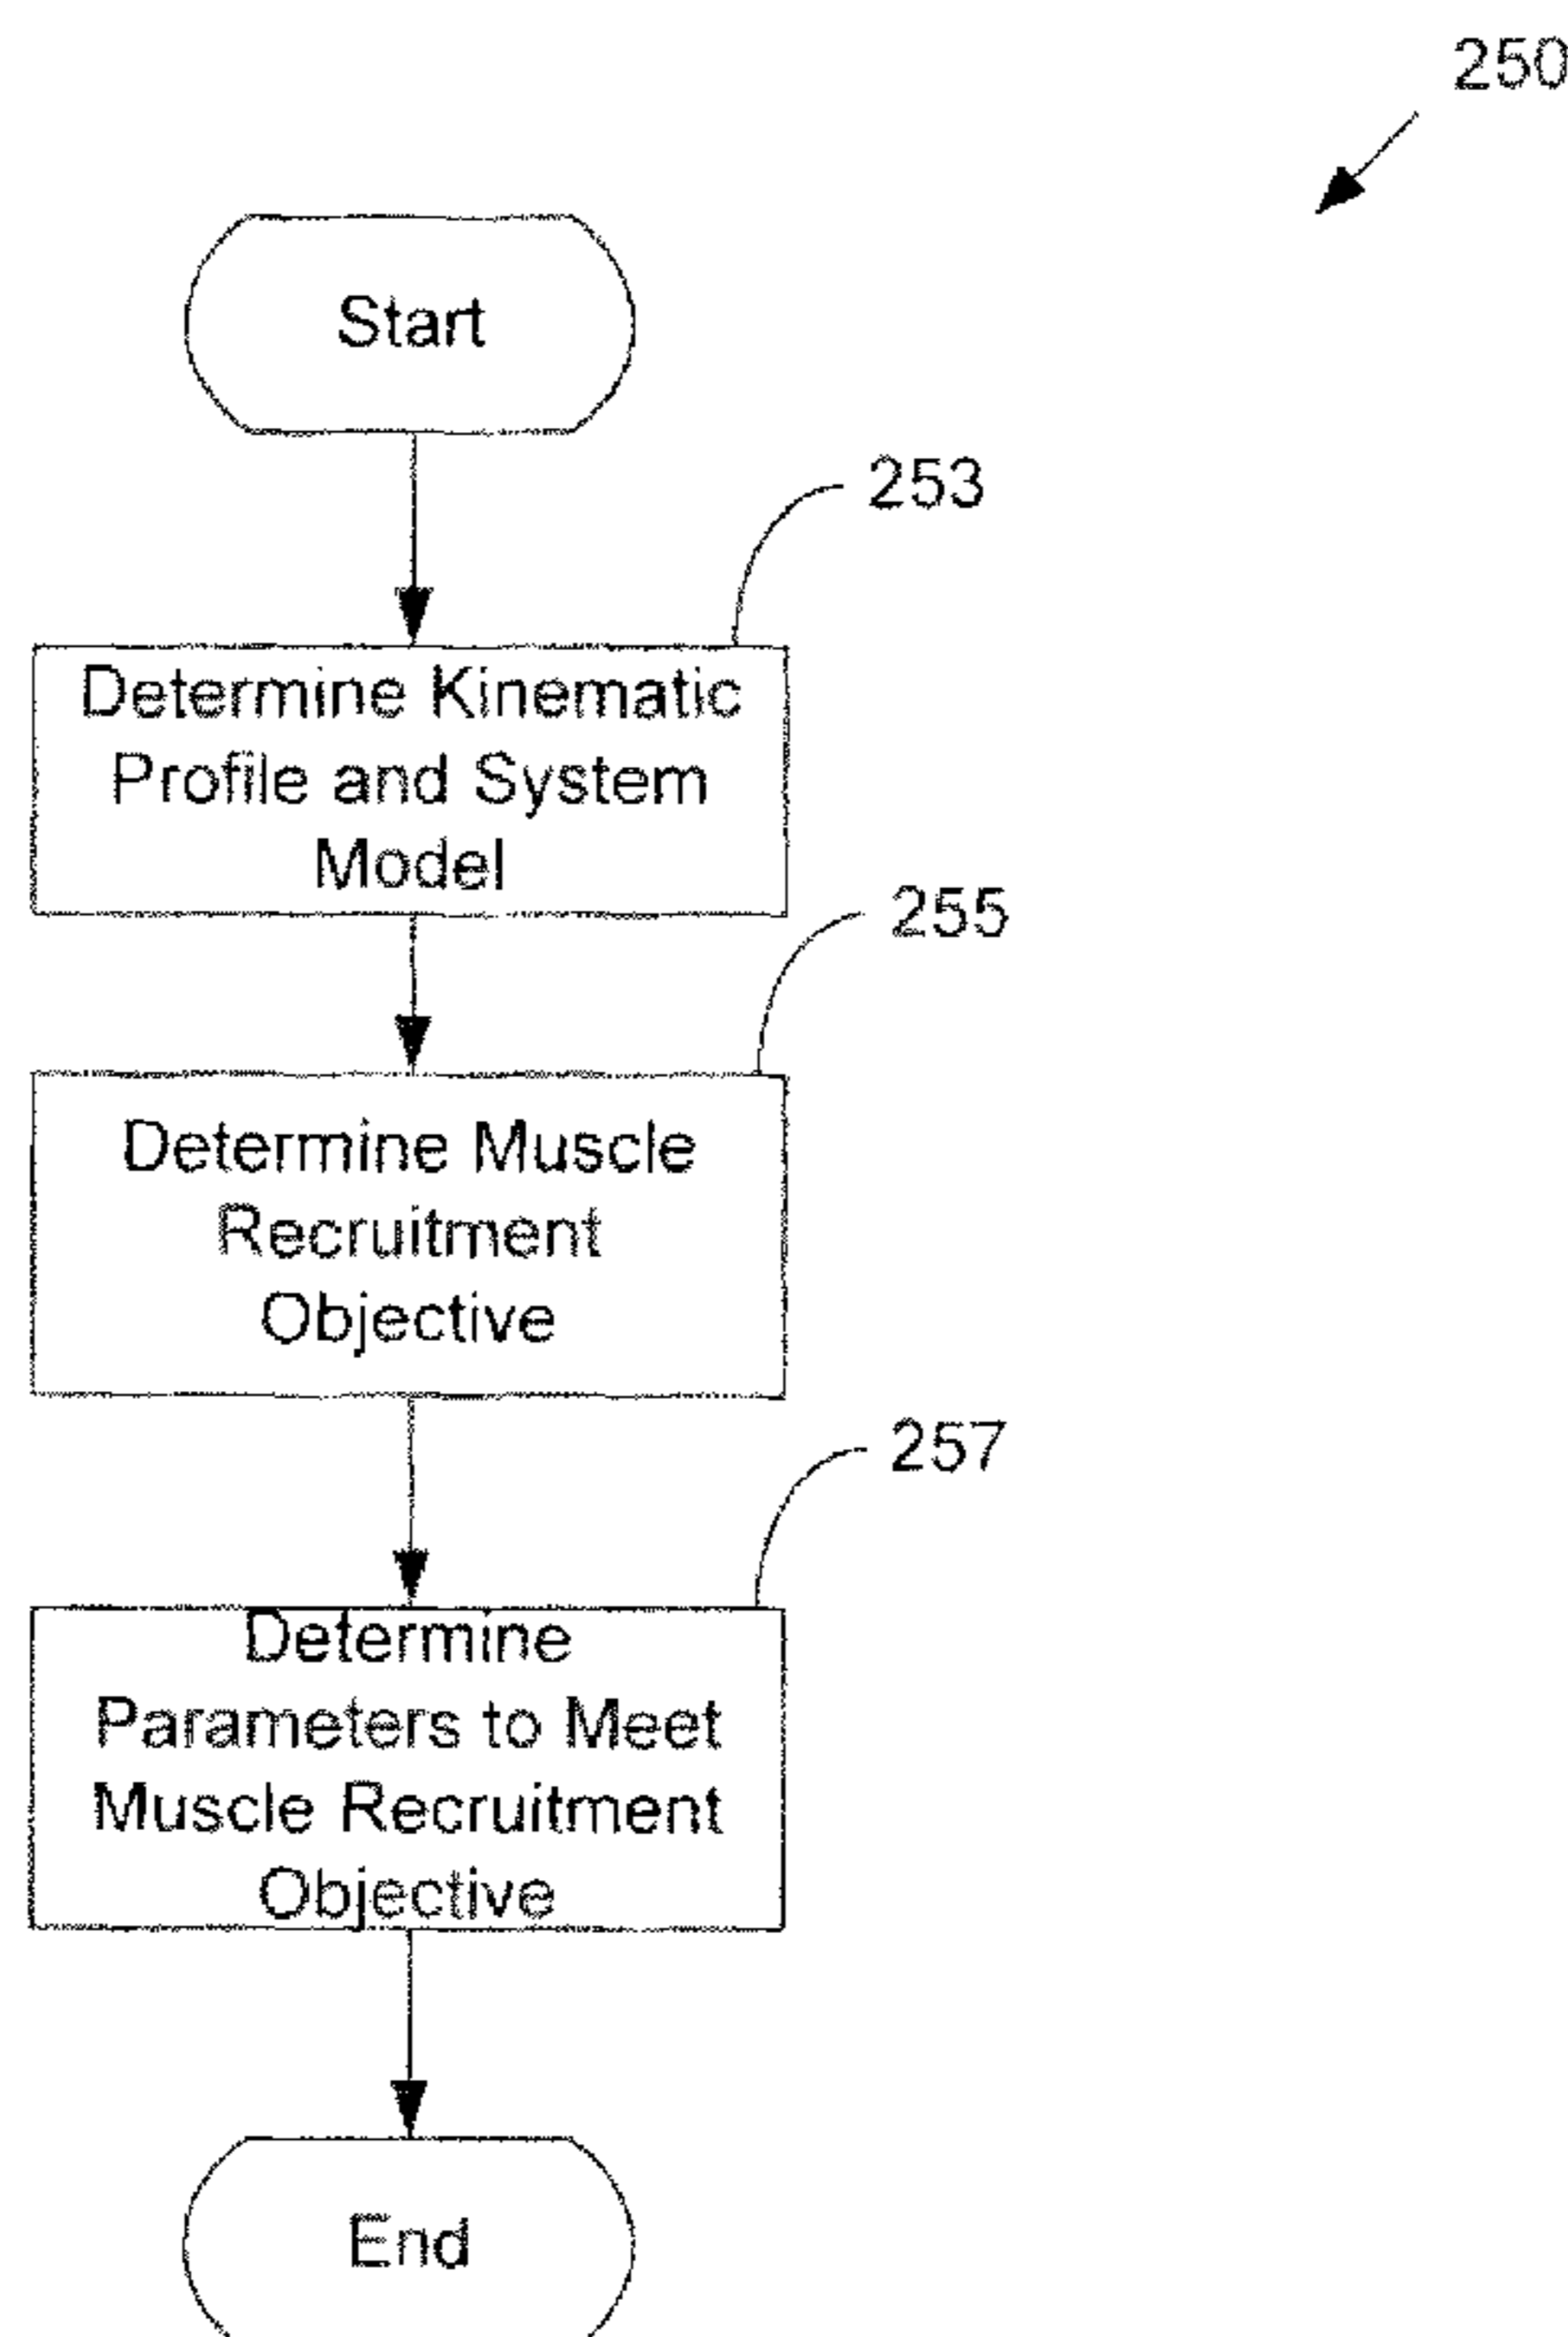 250
Start
253
Determine Kinematic
Profile and System
Model
255
Determine Muscle
Recruitment
Objective
257
Determine
Parameters to Meet
Muscle Recruitment
Objective
End